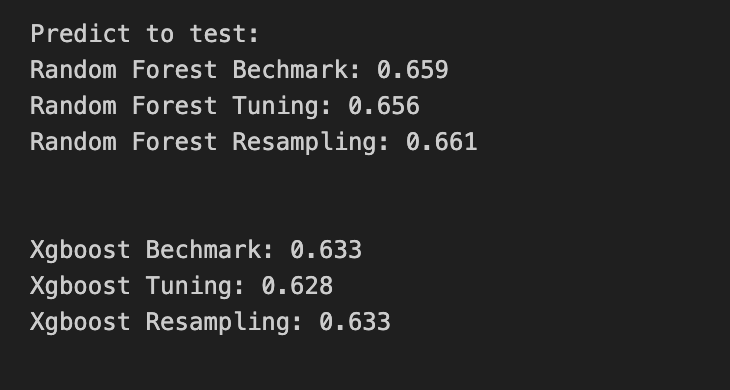 Predict to test:
Random Forest Bechmark: 0.659
Random Forest Tuning: 0.656
Random Forest Resampling: 0.661
Xgboost Bechmark: 0.633
Xgboost Tuning: 0.628
Xgboost Resampling: 0.633